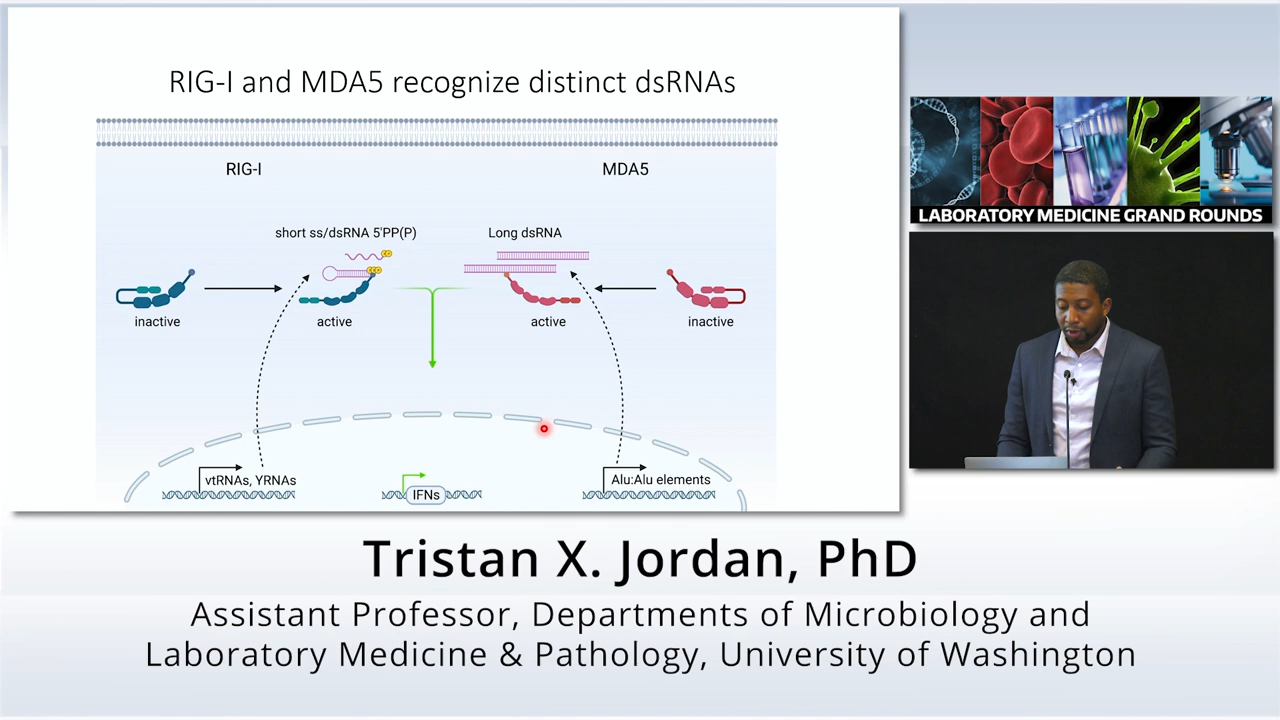 RIG-I and MDA5 recognize distinct dsRNAs
RIG-I
MDA5
short ss/dsRNA 5'PP(P)
Long dsRNA
inactive
active
active
inactive
vtRNAs, YRNAs
IFNs
Alu:Alu elements
LABORATORY MEDICINE GRAND ROUNDS
Tristan X. Jordan, PhD
Assistant Professor, Departments of Microbiology and
Laboratory Medicine & Pathology, University of Washington